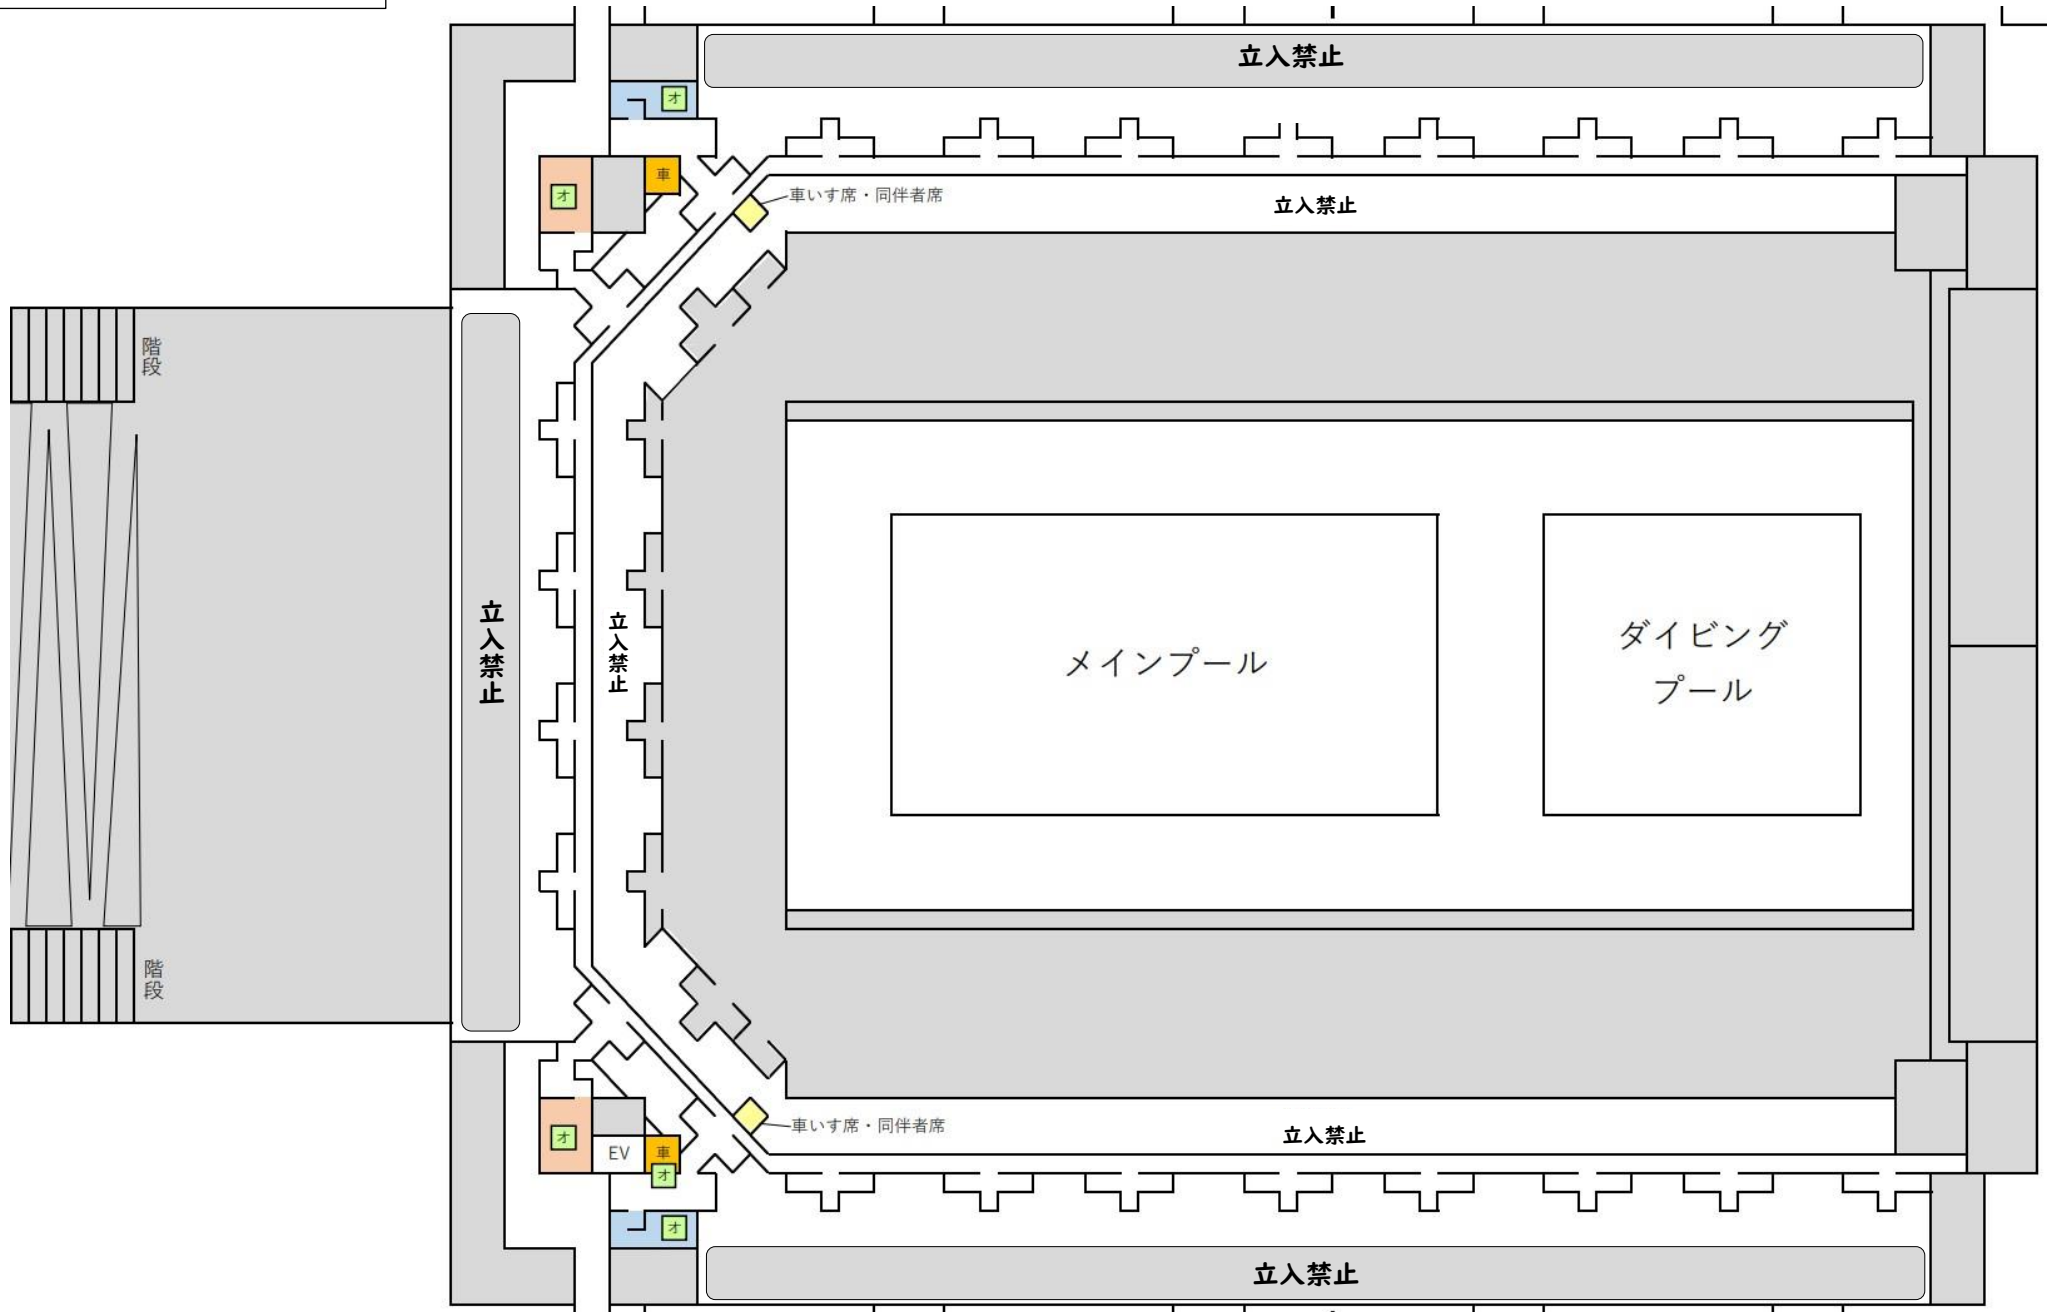 立入禁止
オ
車
オ
車いす席・同伴者席
立入禁止
階段
立入禁止
立入禁止
メインプール
ダイビング
プール
階段
車いす席・同伴者席
立入禁止
オ
EV
車
オ
オ
立入禁止